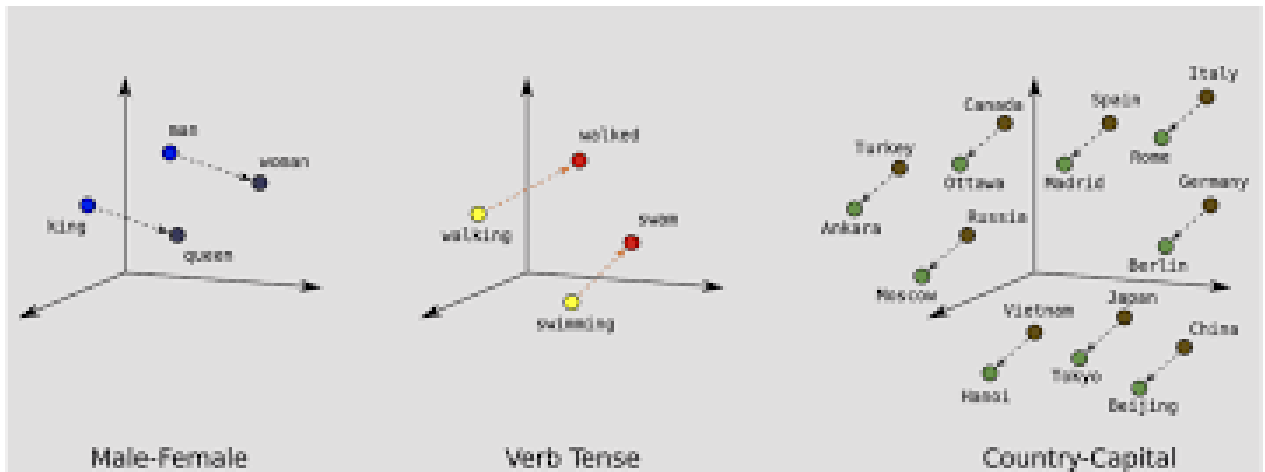 man
woman
king
queen
Male-Female
walked
walking
swam
swimming
Verb Tense
Italy
Canada
Spain
Rome
Turkey
Ottawa
Madrid
Germany
Ankara
Russia
Berlin
Moscow
Japan
Vietnam
China
Tokyo
Hanoi
Beijing
Country-Capital